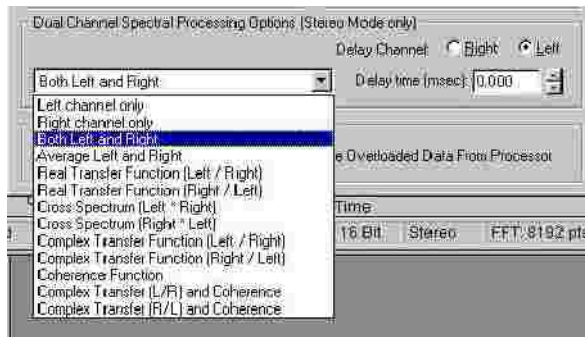 Dual Channel Spectral Processing Options (Stereo Mode only)
Delay Channel: Right Left
Both Left and Right
Delay time (msec): 0.000
Left channel only
Right channel only
Both Left and Right
Average Left and Right
Real Transfer Function (Left / Right)
Real Transfer Function (Right / Left)
Cross Spectrum (Left * Right)
Cross Spectrum (Right * Left)
Complex Transfer Function (Left / Right)
Complex Transfer Function (Right / Left)
Coherence Function
Complex Transfer (L/R) and Coherence
Complex Transfer (R/L) and Coherence
e Overloaded Data From Processor
Time
16 Bit Stereo FFT: 8192 pts